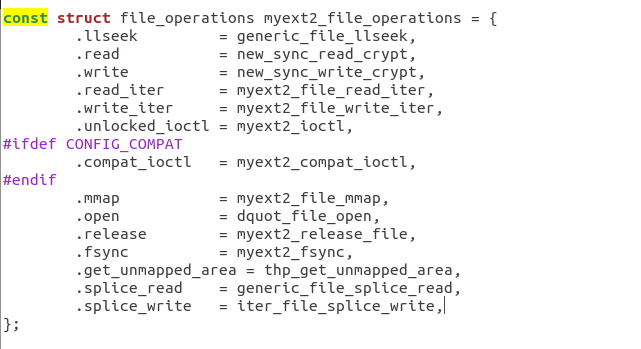 const struct file_operations myext2_file_operations = {
        .llseek         = generic_file_llseek,
        .read           = new_sync_read_crypt,
        .write          = new_sync_write_crypt,
        .read_iter      = myext2_file_read_iter,
        .write_iter     = myext2_file_write_iter,
        .unlocked_ioctl = myext2_ioctl,
#ifdef CONFIG_COMPAT
        .compat_ioctl   = myext2_compat_ioctl,
#endif
        .mmap           = myext2_file_mmap,
        .open           = dquot_file_open,
        .release        = myext2_release_file,
        .fsync          = myext2_fsync,
        .get_unmapped_area = thp_get_unmapped_area,
        .splice_read    = generic_file_splice_read,
        .splice_write   = iter_file_splice_write,
};